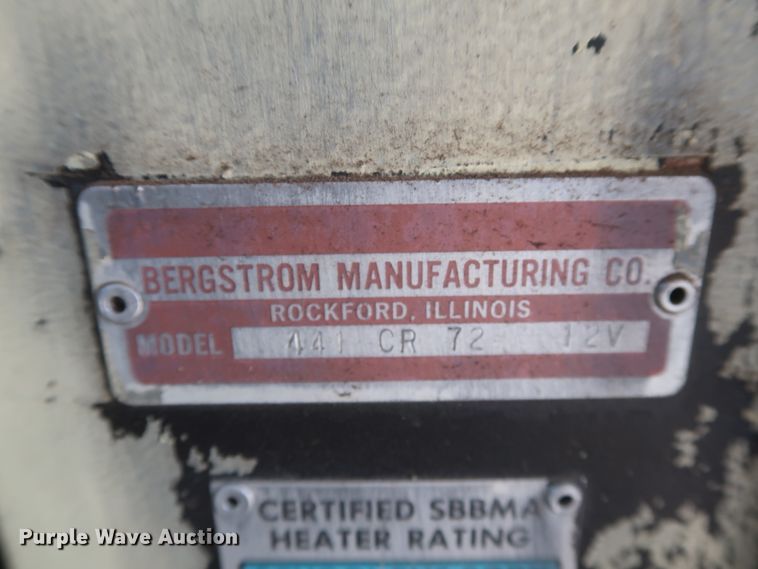 BERGSTROM MANUFACTURING CO.
ROCKFORD, ILLINOIS
MODEL 441 CR 72 12V
CERTIFIED SBBMA
HEATER RATING
Purple Wave Auction